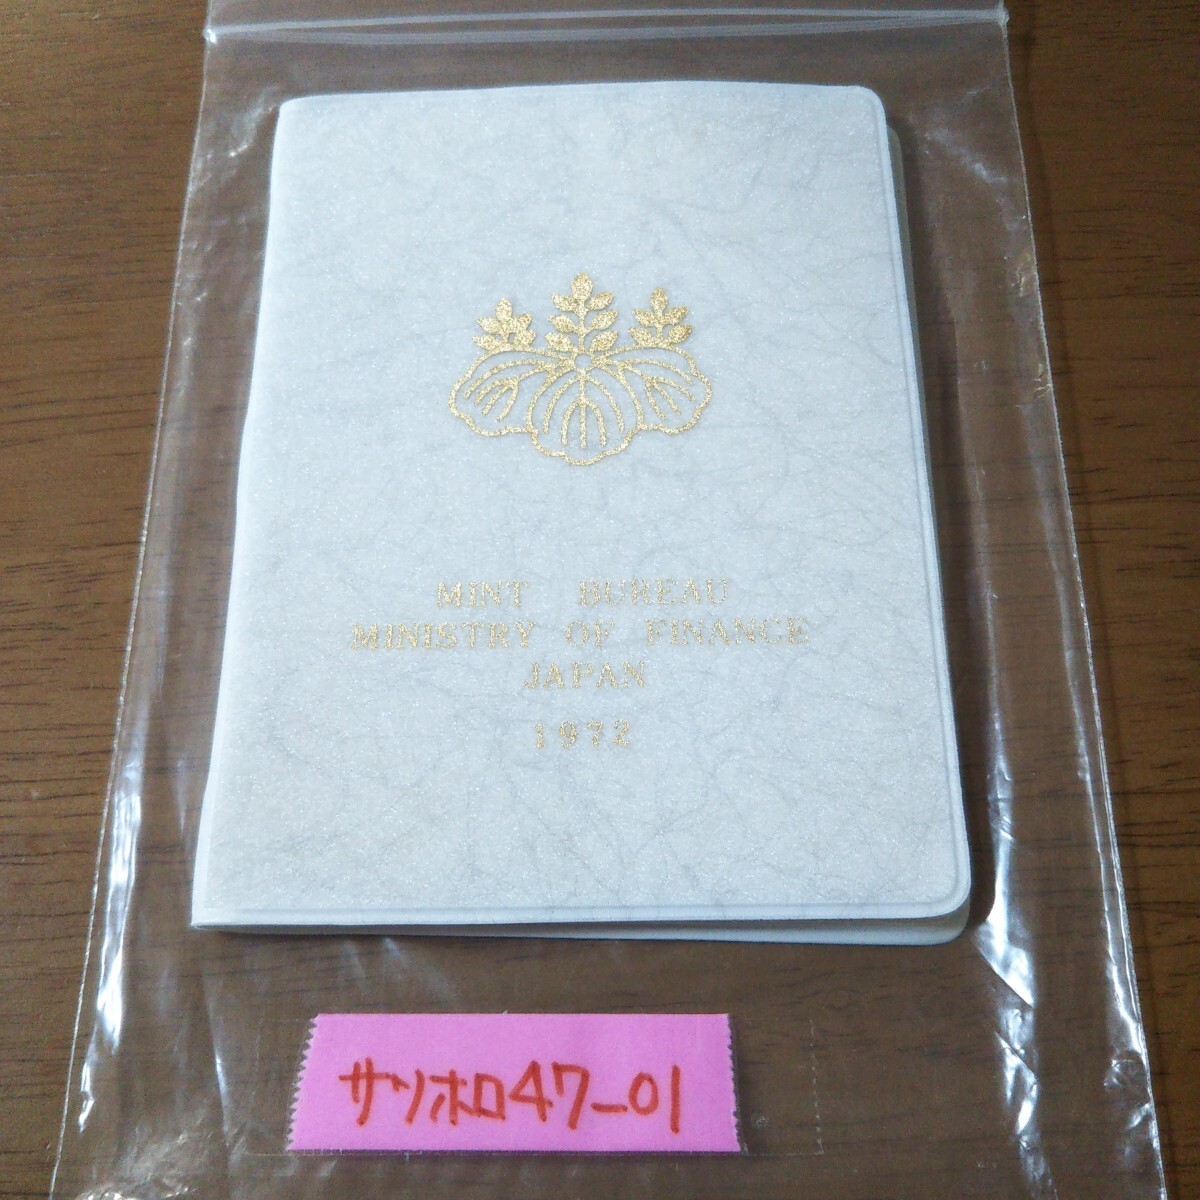 MINT BUREAU
MINISTRY OF FINANCE
JAPAN
1972
サツホロ47-01